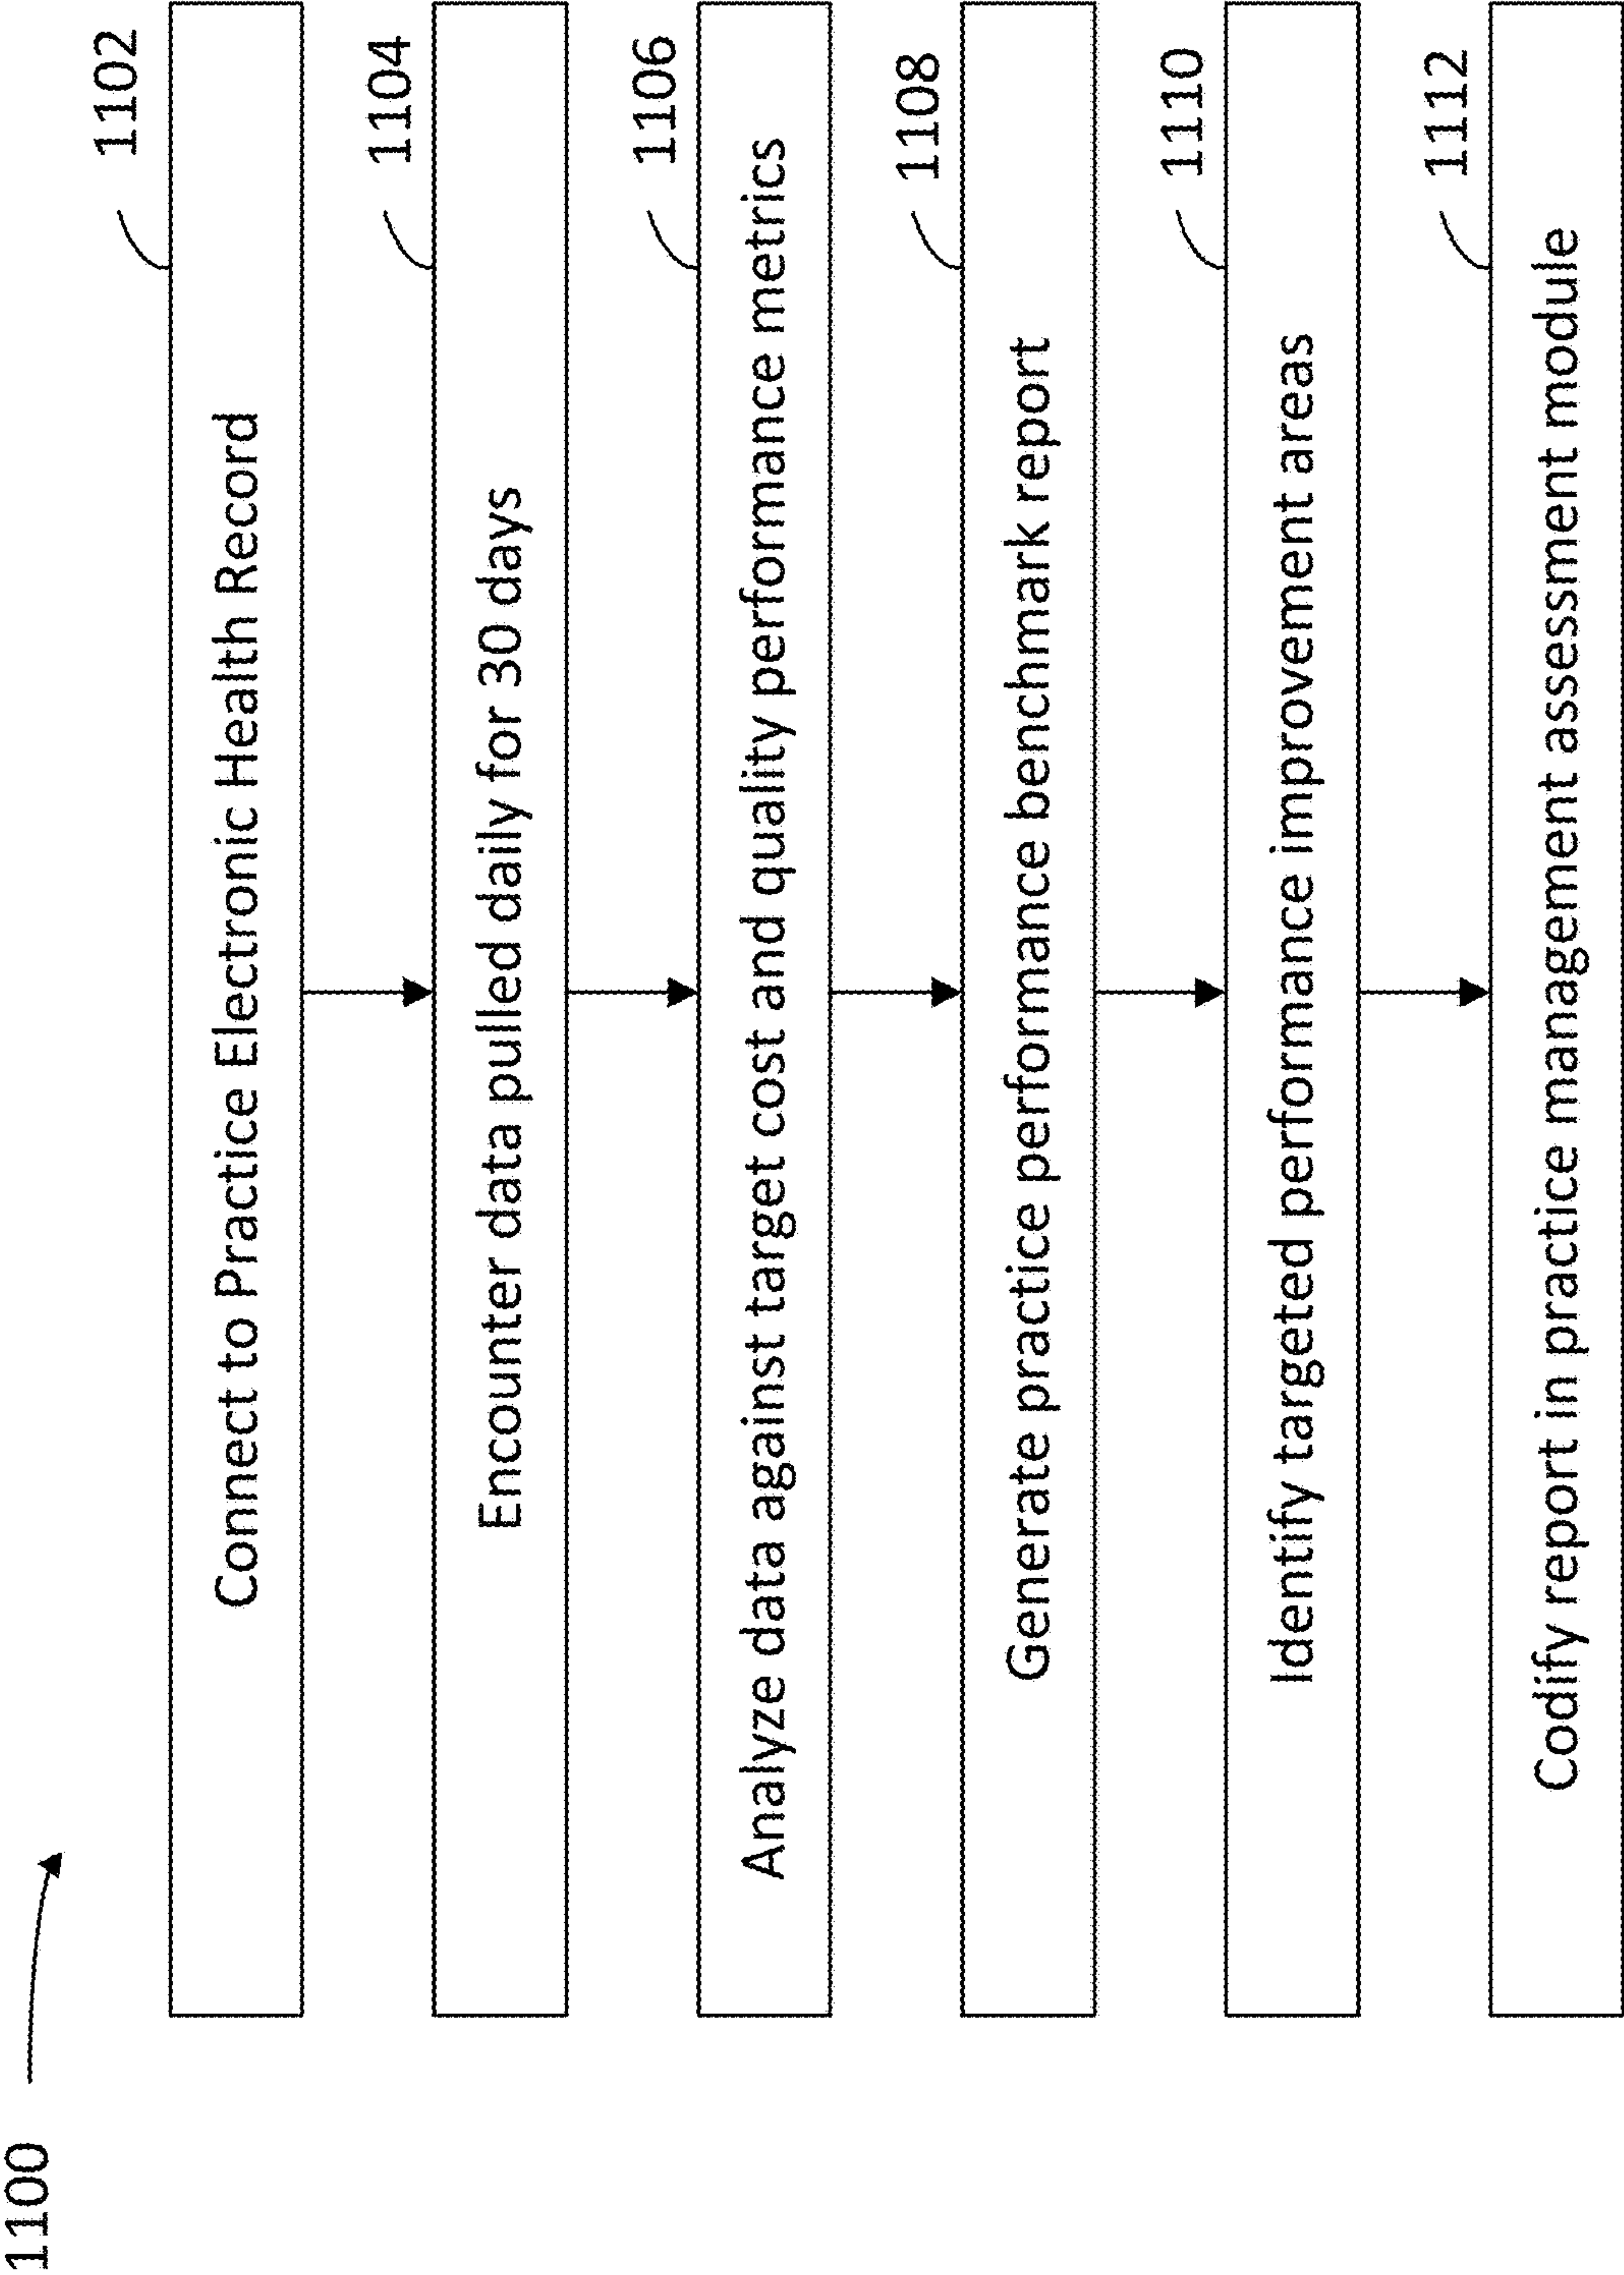 1100
1102
Connect to Practice Electronic Health Record
1104
Encounter data pulled daily for 30 days
1106
Analyze data against target cost and quality performance metrics
1108
Generate practice performance benchmark report
1110
Identify targeted performance improvement areas
1112
Codify report in practice management assessment module